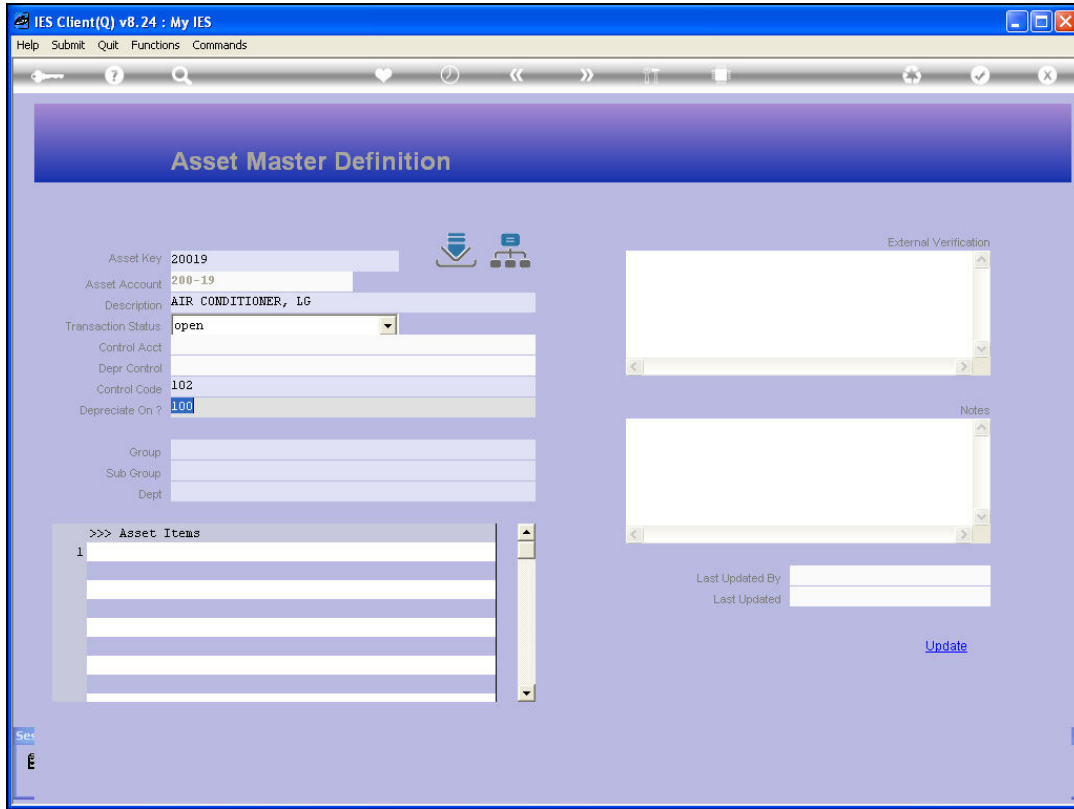 IES Client(Q) v8.24 : My IES
Help Submit Quit Functions Commands
Asset Master Definition
Asset Key 20019
Asset Account 200-19
Description AIR CONDITIONER, LG
Transaction Status open
Control Acct
Depr Control
Control Code 102
Depreciate On ? 100
Group
Sub Group
Dept
>>> Asset Items
1
External Verification
Notes
Last Updated By
Last Updated
Update
Ses